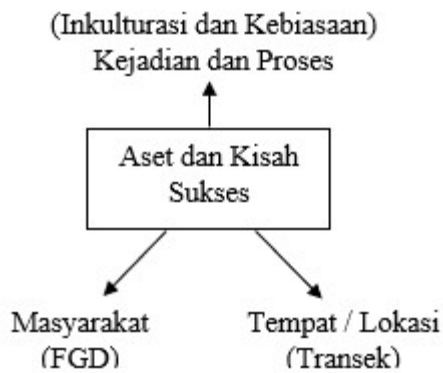 (Inkulturasi dan Kebiasaan)
Kejadian dan Proses
Aset dan Kisah
Sukses
Masyarakat
(FGD)
Tempat / Lokasi
(Transek)